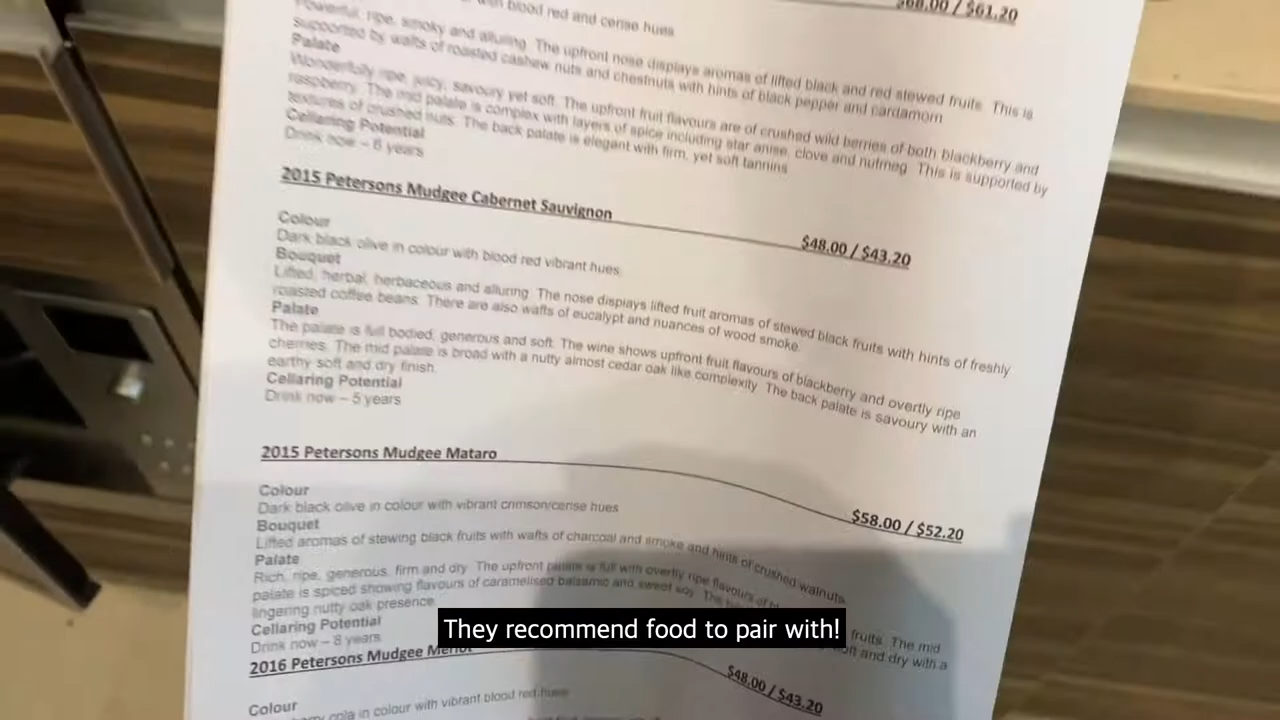 $68.00 / $61.20
with blood red and cerise hues
Powerful, ripe, smoky and alluring. The upfront nose displays aromas of lifted black and red stewed fruits. This is
supported by wafts of roasted cashew nuts and chestnuts with hints of black pepper and cardamom
Palate
Wonderfully ripe, juicy, savoury yet soft. The upfront fruit flavours are of crushed wild berries of both blackberry and
raspberry. The mid palate is complex with layers of spice including star anise, clove and nutmeg. This is supported by
textures of crushed nuts. The back palate is elegant with firm, yet soft tannins
Cellaring Potential
Drink now – 6 years
2015 Petersons Mudgee Cabernet Sauvignon
$48.00 / $43.20
Colour
Dark black olive in colour with blood red vibrant hues.
Bouquet
Lifted, herbal, herbaceous and alluring. The nose displays lifted fruit aromas of stewed black fruits with hints of freshly
roasted coffee beans. There are also wafts of eucalypt and nuances of wood smoke.
Palate
The palate is full bodied, generous and soft. The wine shows upfront fruit flavours of blackberry and overtly ripe
cherries. The mid palate is broad with a nutty almost cedar oak like complexity. The back palate is savoury with an
earthy soft and dry finish.
Cellaring Potential
Drink now – 5 years
2015 Petersons Mudgee Mataro
$58.00 / $52.20
Colour
Dark black olive in colour with vibrant crimson/cerise hues
Bouquet
Lifted aromas of stewing black fruits with wafts of charcoal and smoke and hints of crushed walnuts.
Palate
Rich, ripe, generous, firm and dry. The upfront palate is full with overtly ripe flavours of fruits. The mid
palate is spiced showing flavours of caramelised balsamic and sweet soy. The soft and dry with a
lingering nutty oak presence.
Cellaring Potential
Drink now – 8 years
They recommend food to pair with!
2016 Petersons Mudgee Merlot
$48.00 / $43.20
Colour
cola in colour with vibrant blood red hues